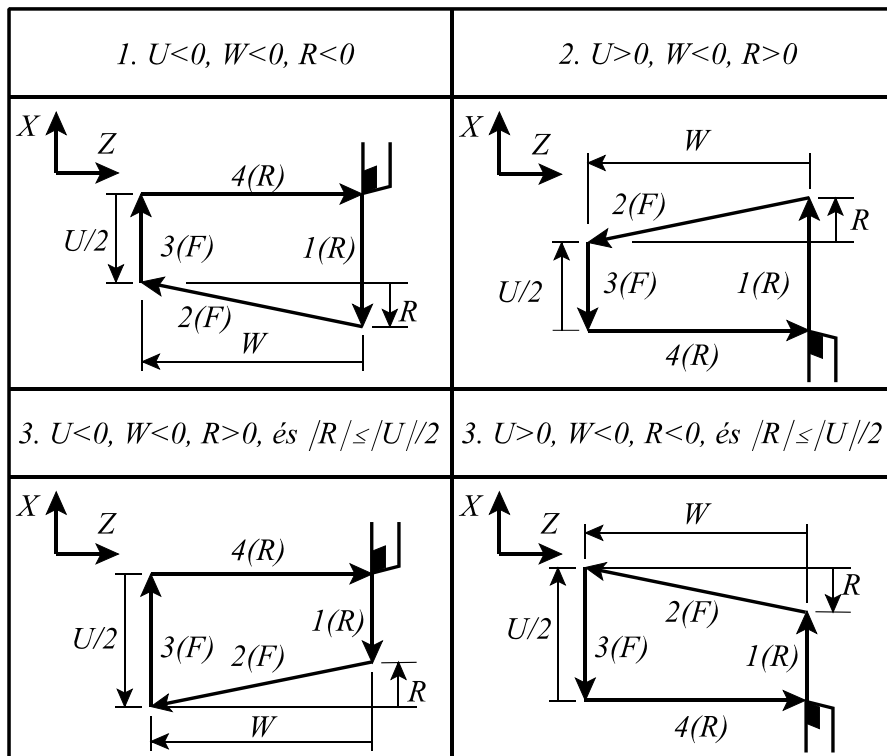 1. U<0, W<0, R<0
2. U>0, W<0, R>0
X
Z
4(R)
U/2
3(F)
1(R)
2(F)
R
W
X
Z
W
2(F)
R
U/2
3(F)
1(R)
4(R)
3. U<0, W<0, R>0, és |R|≤|U|/2
3. U>0, W<0, R<0, és |R|≤|U|/2
X
Z
4(R)
U/2
1(R)
3(F)
2(F)
R
W
X
Z
W
R
2(F)
U/2
3(F)
1(R)
4(R)